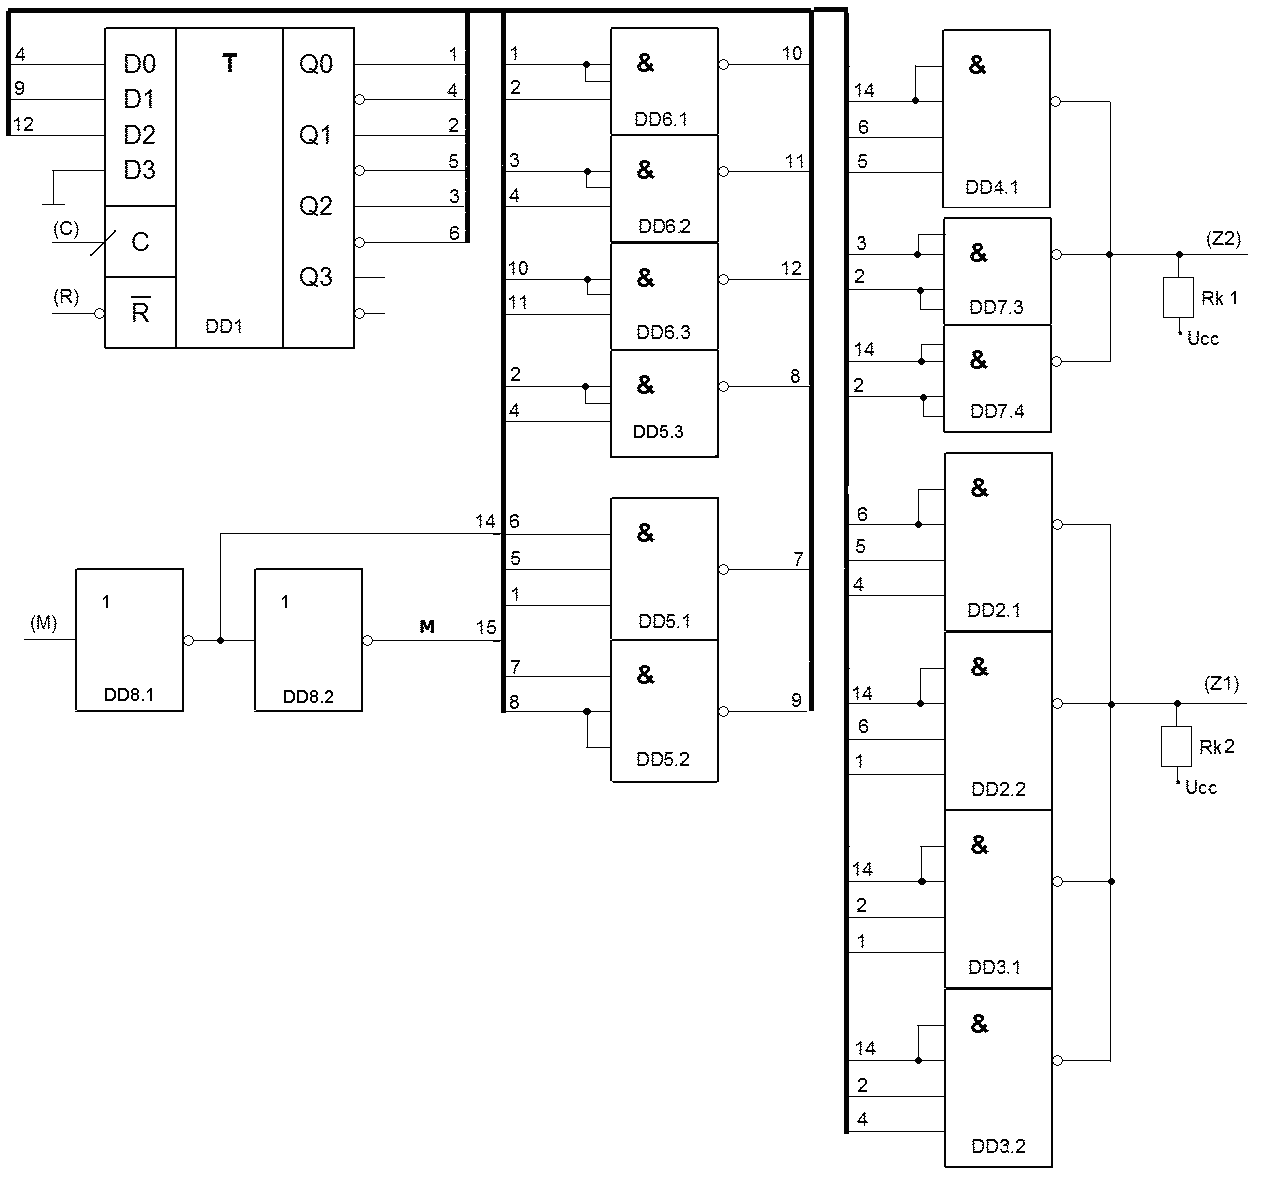 4 D0 T Q0 1
9 D1 4
12 D2 Q1 2
D3 5
Q2 3
(C) C 6
Q3
(R) R̅ DD1
1 & 10
2
DD6.1
3 & 11
4
DD6.2
10 & 12
11
DD6.3
2 & 8
4
DD5.3
14 6 &
5 7
1
DD5.1
(M) 1 1 M 15
DD8.1 DD8.2
7 &
8 9
DD5.2
&
14
6
5
DD4.1
3 & (Z2)
2
DD7.3
Rk 1
Ucc
14 &
2
DD7.4
&
6
5
4
DD2.1
&
14 (Z1)
6
1
DD2.2
Rk 2
Ucc
&
14
2
1
DD3.1
&
14
2
4
DD3.2